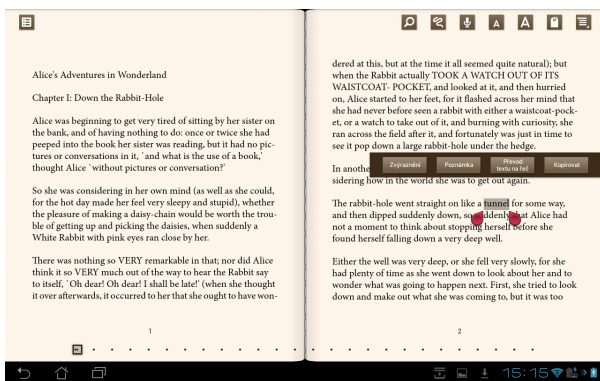 Alice's Adventures in Wonderland
Chapter I: Down the Rabbit-Hole
Alice was beginning to get very tired of sitting by her sister on
the bank, and of having nothing to do: once or twice she had
peeped into the book her sister was reading, but it had no pic-
tures or conversations in it, `and what is the use of a book,'
thought Alice `without pictures or conversation?'
So she was considering in her own mind (as well as she could,
for the hot day made her feel very sleepy and stupid), whether
the pleasure of making a daisy-chain would be worth the trou-
ble of getting up and picking the daisies, when suddenly a
White Rabbit with pink eyes ran close by her.
There was nothing so VERY remarkable in that; nor did Alice
think it so VERY much out of the way to hear the Rabbit say
to itself, `Oh dear! Oh dear! I shall be late!' (when she thought
it over afterwards, it occurred to her that she ought to have won-
1
A A
dered at this, but at the time it all seemed quite natural); but
when the Rabbit actually TOOK A WATCH OUT OF ITS
WAISTCOAT- POCKET, and looked at it, and then hurried
on, Alice started to her feet, for it flashed across her mind that
she had never before seen a rabbit with either a waistcoat-pock-
et, or a watch to take out of it, and burning with curiosity, she
ran across the field after it, and fortunately was just in time to
see it pop down a large rabbit-hole under the hedge.
Zvýraznění Poznámka Převod textu na řeč Kopírovat
In anothe
sidering how in the world she was to get out again.
The rabbit-hole went straight on like a tunnel for some way,
and then dipped suddenly down, so suddenly that Alice had
not a moment to think about stopping herself before she
found herself falling down a very deep well.
Either the well was very deep, or she fell very slowly, for she
had plenty of time as she went down to look about her and to
wonder what was going to happen next. First, she tried to look
down and make out what she was coming to, but it was too
2
15:15